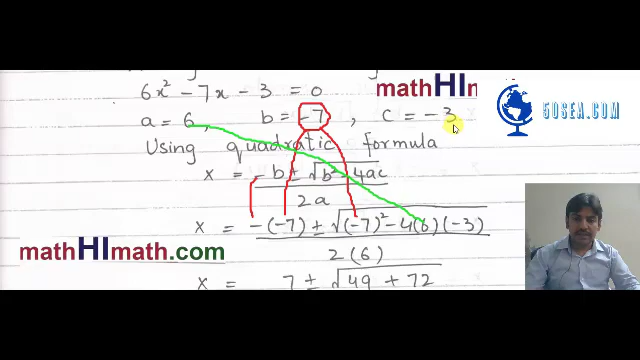 6x² - 7x - 3 = 0
mathHIm
a = 6, b = -7, c = -3
50SEA.COM
Using quadratic formula
x = -b ± √b² - 4ac / 2a
x = -(-7) ± √(-7)² - 4(6)(-3) / 2(6)
mathHImath.com
x = 7 ± √49 + 72